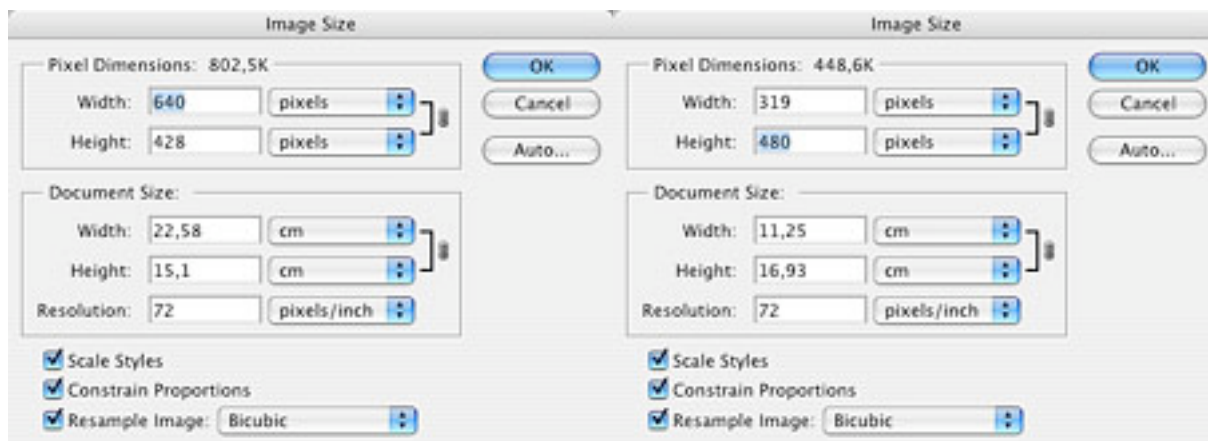 Image Size
Pixel Dimensions: 802,5K
Width: 640 pixels
Height: 428 pixels
OK
Cancel
Auto...
Document Size:
Width: 22,58 cm
Height: 15,1 cm
Resolution: 72 pixels/inch
Scale Styles
Constrain Proportions
Resample Image: Bicubic
Image Size
Pixel Dimensions: 448,6K
Width: 319 pixels
Height: 480 pixels
OK
Cancel
Auto...
Document Size:
Width: 11,25 cm
Height: 16,93 cm
Resolution: 72 pixels/inch
Scale Styles
Constrain Proportions
Resample Image: Bicubic